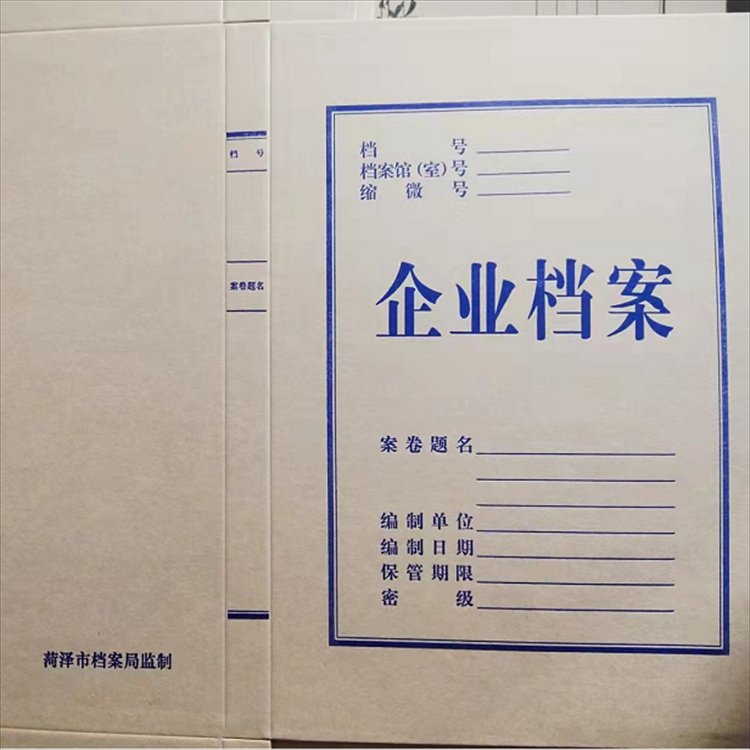 档 号
档案馆(室)号
缩 微 号
企业档案
案卷题名
编制单位
编制日期
保管期限
密 级
档 号
案卷题名
菏泽市档案局监制